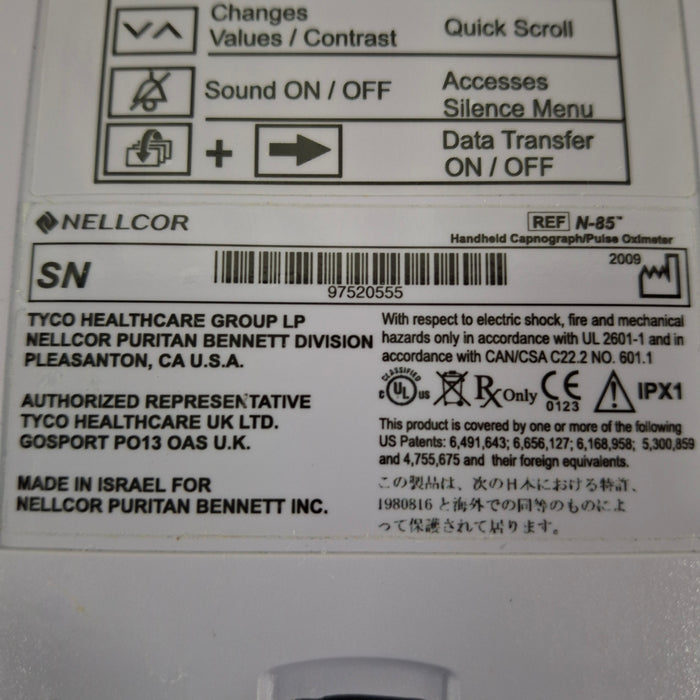 Changes
Values / Contrast
Quick Scroll
Sound ON / OFF
Accesses
Silence Menu
+
Data Transfer
ON / OFF
NELLCOR
REF N-85™
Handheld Capnograph/Pulse Oximeter
SN
97520555
2009
TYCO HEALTHCARE GROUP LP
NELLCOR PURITAN BENNETT DIVISION
PLEASANTON, CA U.S.A.
AUTHORIZED REPRESENTATIVE
TYCO HEALTHCARE UK LTD.
GOSPORT PO13 OAS U.K.
MADE IN ISRAEL FOR
NELLCOR PURITAN BENNETT INC.
With respect to electric shock, fire and mechanical
hazards only in accordance with UL 2601-1 and in
accordance with CAN/CSA C22.2 NO. 601.1
CLASSIFIED
C UL US
Rx Only
CE
0123
IPX1
This product is covered by one or more of the following
US Patents: 6,491,643; 6,656,127; 6,168,958; 5,300,859
and 4,755,675 and their foreign equivalents.
この製品は、次の日本における特許、
1980816 と海外での同等のものによ
って保護されて居ります。